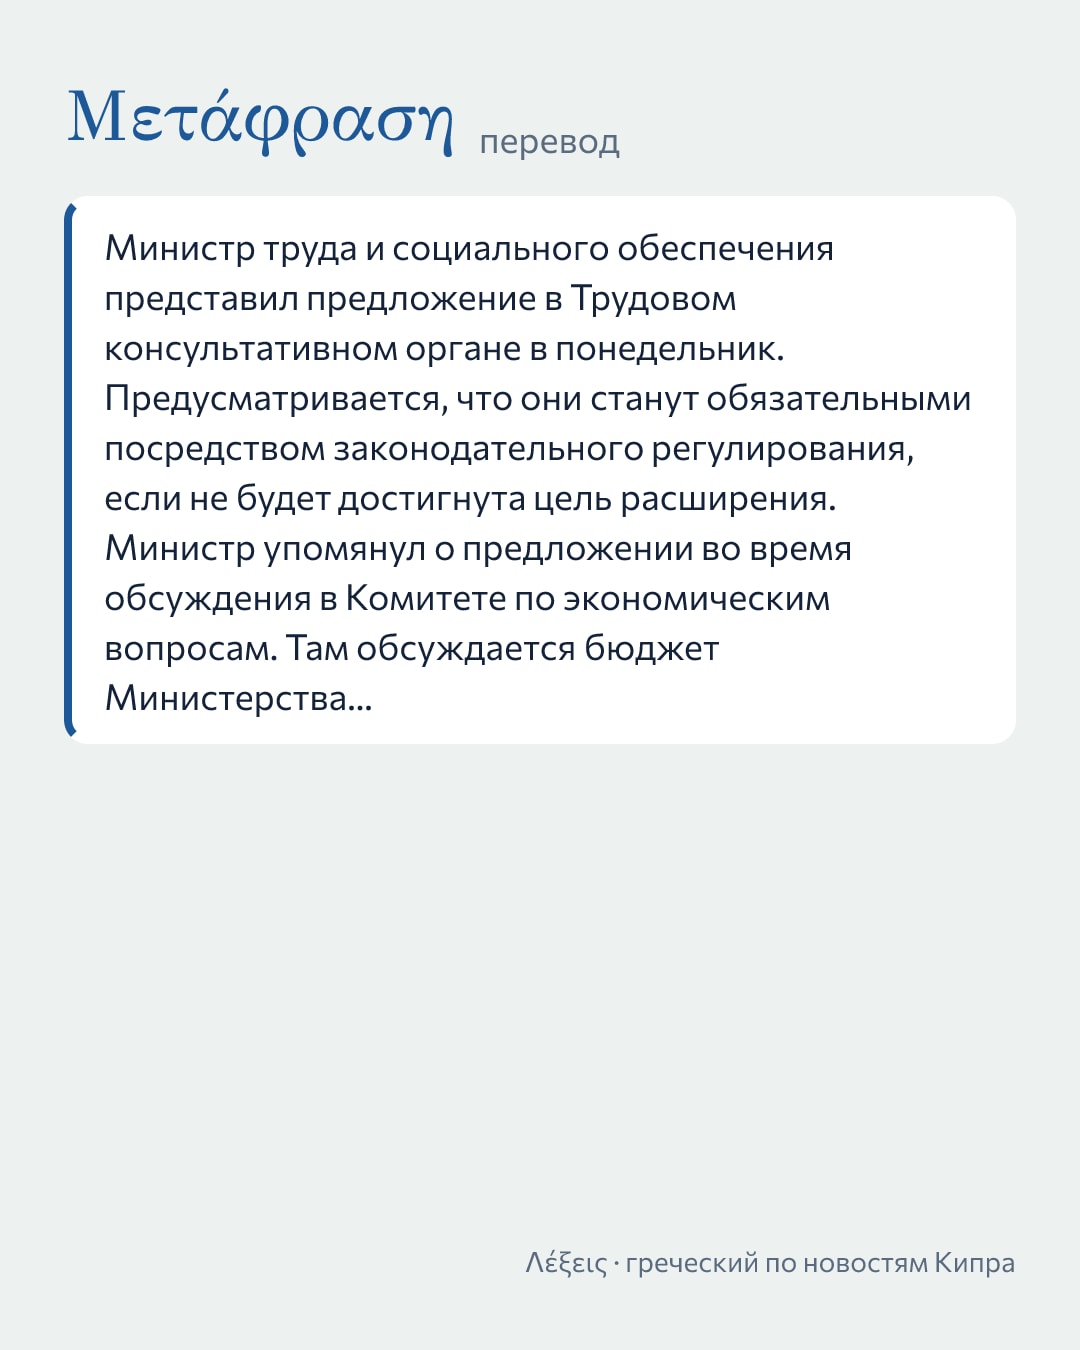 Μετάφραση перевод
Министр труда и социального обеспечения
представил предложение в Трудовом
консультативном органе в понедельник.
Предусматривается, что они станут обязательными
посредством законодательного регулирования,
если не будет достигнута цель расширения.
Министр упомянул о предложении во время
обсуждения в Комитете по экономическим
вопросам. Там обсуждается бюджет
Министерства...
Λέξεις · греческий по новостям Кипра